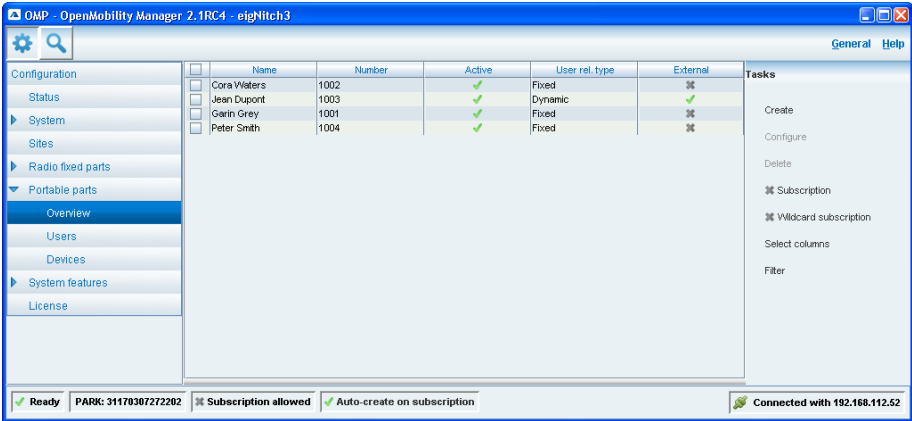 OMP - OpenMobility Manager 2.1RC4 - eigNitch3
General Help
Configuration
Status
System
Sites
Radio fixed parts
Portable parts
Overview
Users
Devices
System features
License
Name Number Active User rel. type External
Cora Waters 1002 Fixed
Jean Dupont 1003 Dynamic
Garin Grey 1001 Fixed
Peter Smith 1004 Fixed
Tasks
Create
Configure
Delete
Subscription
Wildcard subscription
Select columns
Filter
Ready PARK: 31170307272202 Subscription allowed Auto-create on subscription Connected with 192.168.112.52